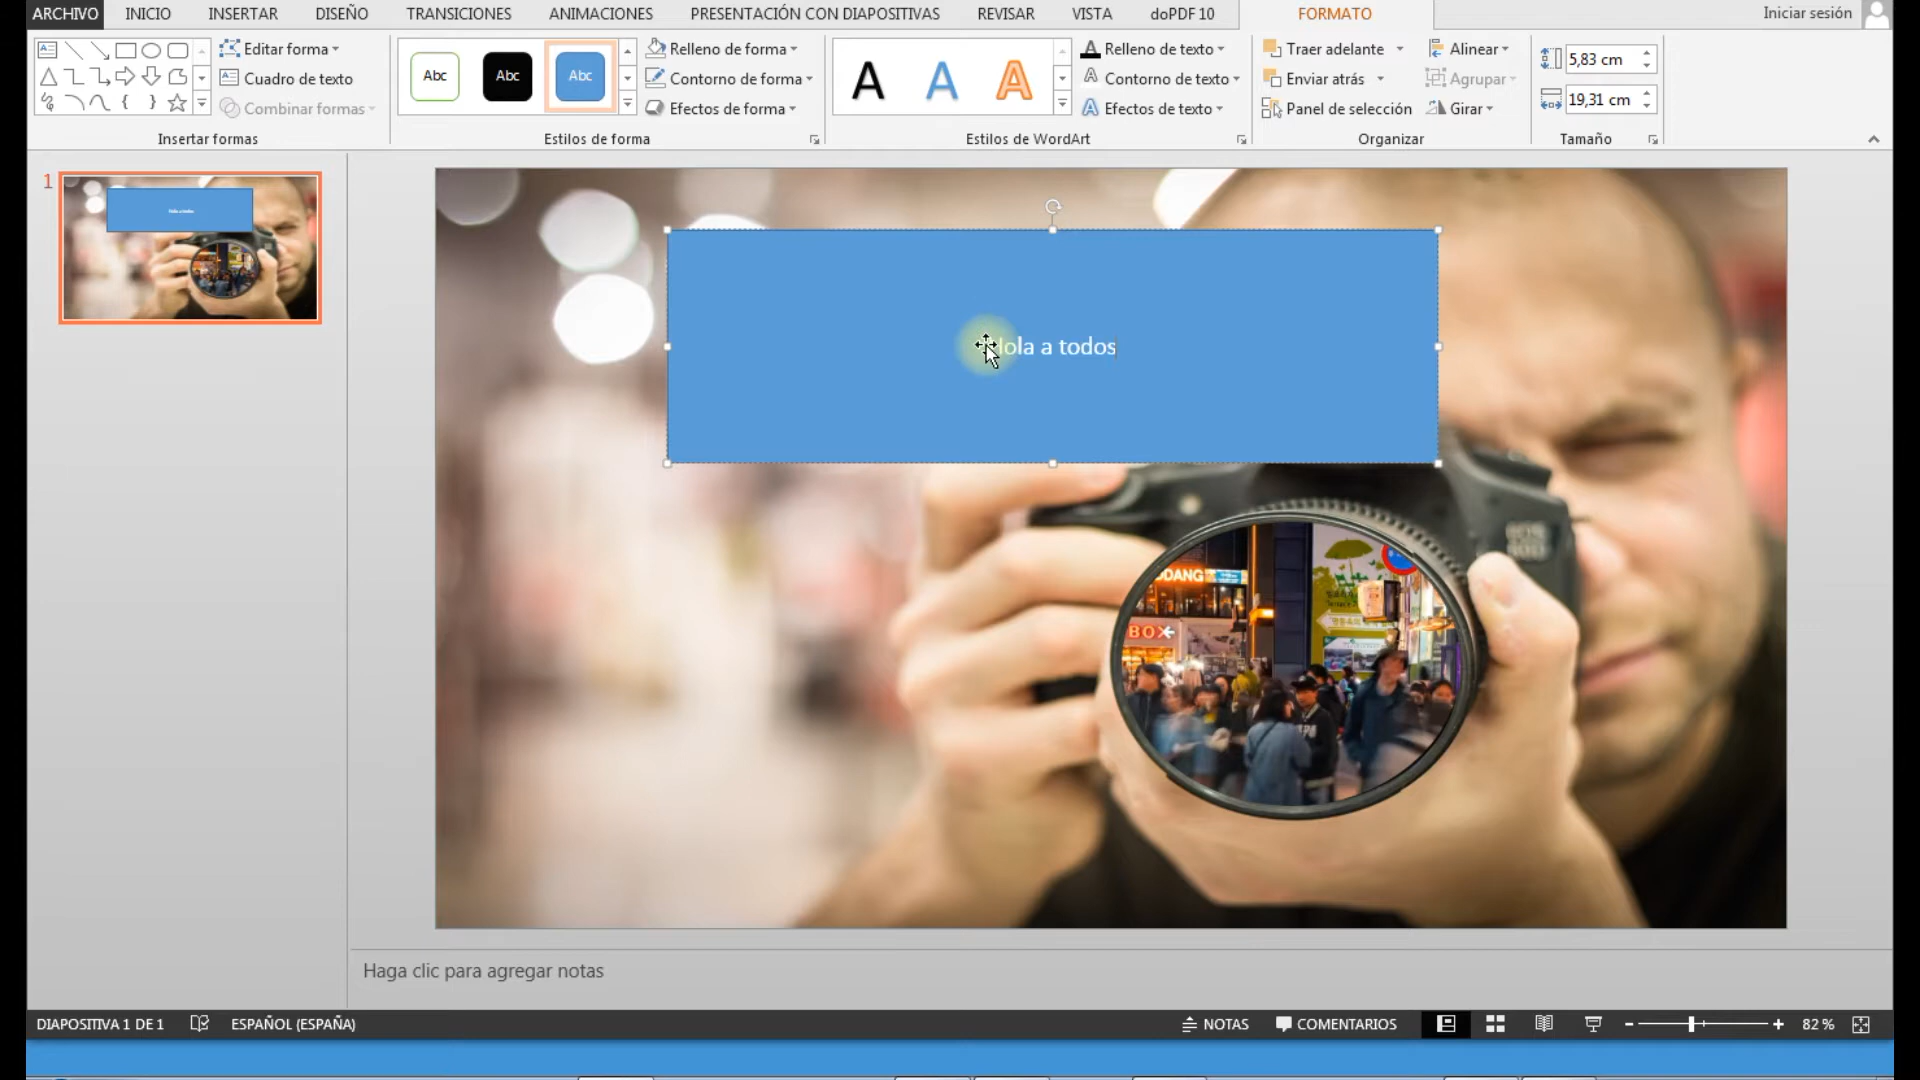 ARCHIVO INICIO INSERTAR DISEÑO TRANSICIONES ANIMACIONES PRESENTACIÓN CON DIAPOSITIVAS REVISAR VISTA doPDF 10 FORMATO Iniciar sesión
Editar forma
Cuadro de texto
Combinar formas
Insertar formas
Abc Abc Abc
Relleno de forma
Contorno de forma
Efectos de forma
Estilos de forma
A A A
Relleno de texto
Contorno de texto
Efectos de texto
Estilos de WordArt
Traer adelante
Enviar atrás
Panel de selección
Alinear
Agrupar
Girar
Organizar
5,83 cm
19,31 cm
Tamaño
1
Hola a todos
Hola a todos
BOX
Haga clic para agregar notas
DIAPOSITIVA 1 DE 1 ESPAÑOL (ESPAÑA) NOTAS COMENTARIOS 82 %